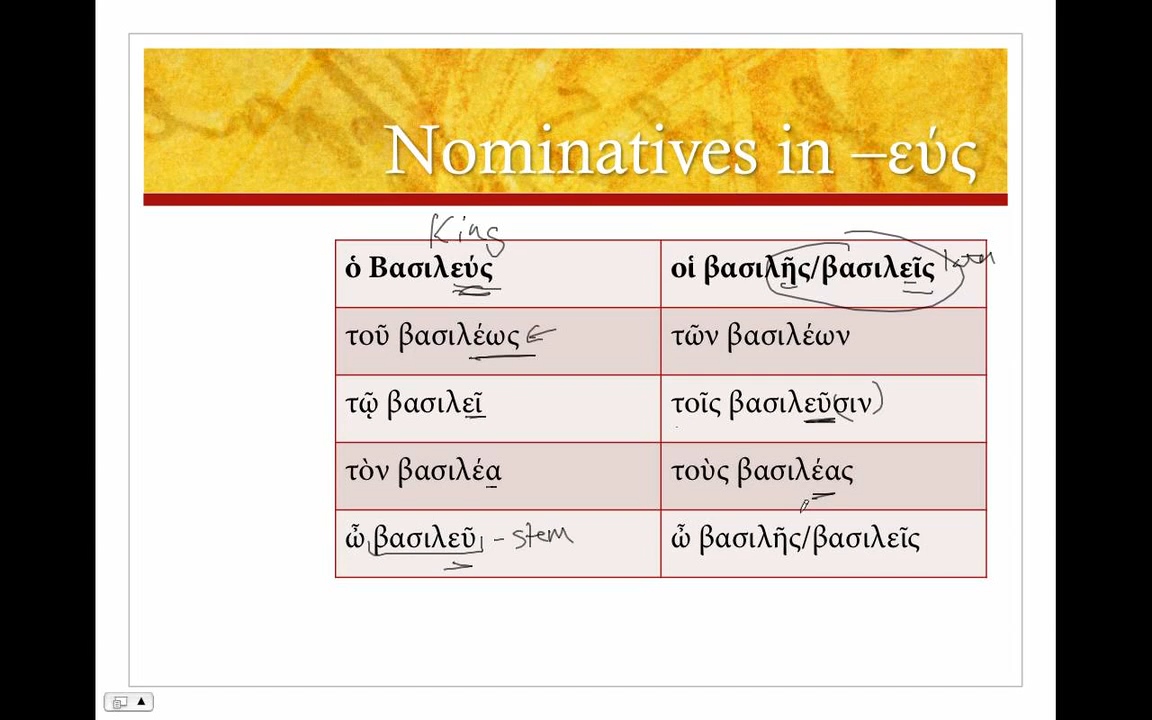 Nominatives in –εύς
King
ὁ Βασιλεύς οἱ βασιλῆς/βασιλεῖς
τοῦ βασιλέως τῶν βασιλέων
τῷ βασιλεῖ τοῖς βασιλεῦσιν
τὸν βασιλέα τοὺς βασιλέας
ὦ βασιλεῦ - stem ὦ βασιλῆς/βασιλεῖς